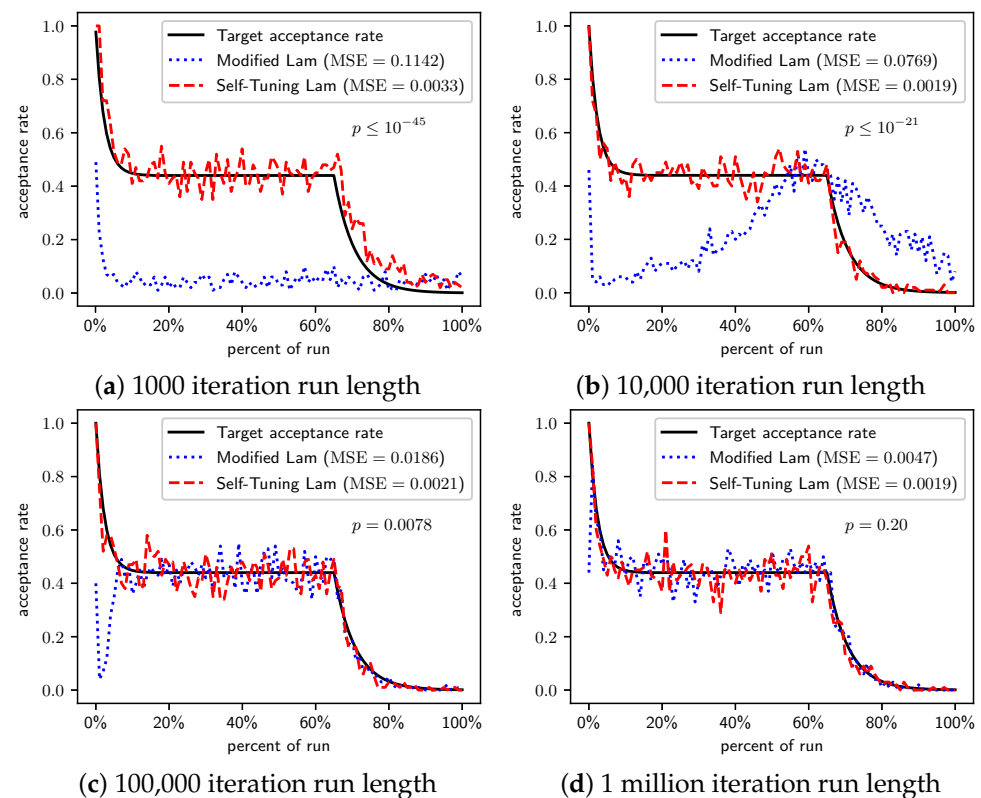 1.0
0.8
0.6
0.4
0.2
0.0
acceptance rate
Target acceptance rate
Modified Lam (MSE = 0.1142)
Self-Tuning Lam (MSE = 0.0033)
p ≤ 10⁻⁴⁵
0% 20% 40% 60% 80% 100%
percent of run
(a) 1000 iteration run length
1.0
0.8
0.6
0.4
0.2
0.0
acceptance rate
Target acceptance rate
Modified Lam (MSE = 0.0769)
Self-Tuning Lam (MSE = 0.0019)
p ≤ 10⁻²¹
0% 20% 40% 60% 80% 100%
percent of run
(b) 10,000 iteration run length
1.0
0.8
0.6
0.4
0.2
0.0
acceptance rate
Target acceptance rate
Modified Lam (MSE = 0.0186)
Self-Tuning Lam (MSE = 0.0021)
p = 0.0078
0% 20% 40% 60% 80% 100%
percent of run
(c) 100,000 iteration run length
1.0
0.8
0.6
0.4
0.2
0.0
acceptance rate
Target acceptance rate
Modified Lam (MSE = 0.0047)
Self-Tuning Lam (MSE = 0.0019)
p = 0.20
0% 20% 40% 60% 80% 100%
percent of run
(d) 1 million iteration run length